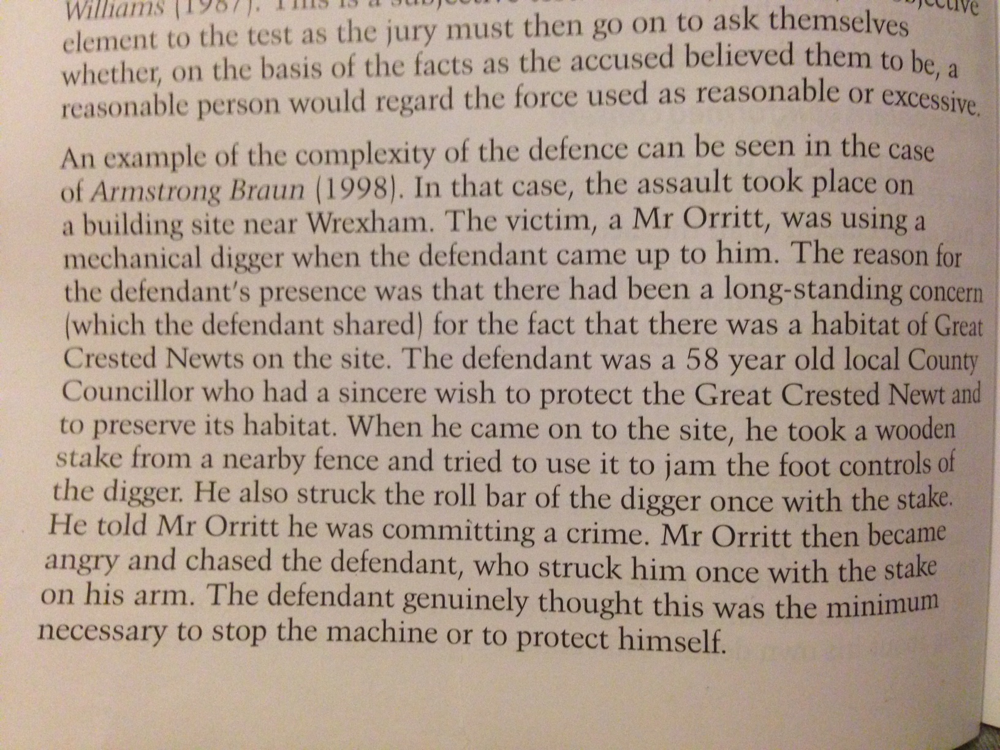 Williams (1987). This is a
element to the test as the jury must then go on to ask themselves
whether, on the basis of the facts as the accused believed them to be, a
reasonable person would regard the force used as reasonable or excessive.
An example of the complexity of the defence can be seen in the case
of Armstrong Braun (1998). In that case, the assault took place on
a building site near Wrexham. The victim, a Mr Orritt, was using a
mechanical digger when the defendant came up to him. The reason for
the defendant's presence was that there had been a long-standing concern
(which the defendant shared) for the fact that there was a habitat of Great
Crested Newts on the site. The defendant was a 58 year old local County
Councillor who had a sincere wish to protect the Great Crested Newt and
to preserve its habitat. When he came on to the site, he took a wooden
stake from a nearby fence and tried to use it to jam the foot controls of
the digger. He also struck the roll bar of the digger once with the stake.
He told Mr Orritt he was committing a crime. Mr Orritt then became
angry and chased the defendant, who struck him once with the stake
on his arm. The defendant genuinely thought this was the minimum
necessary to stop the machine or to protect himself.